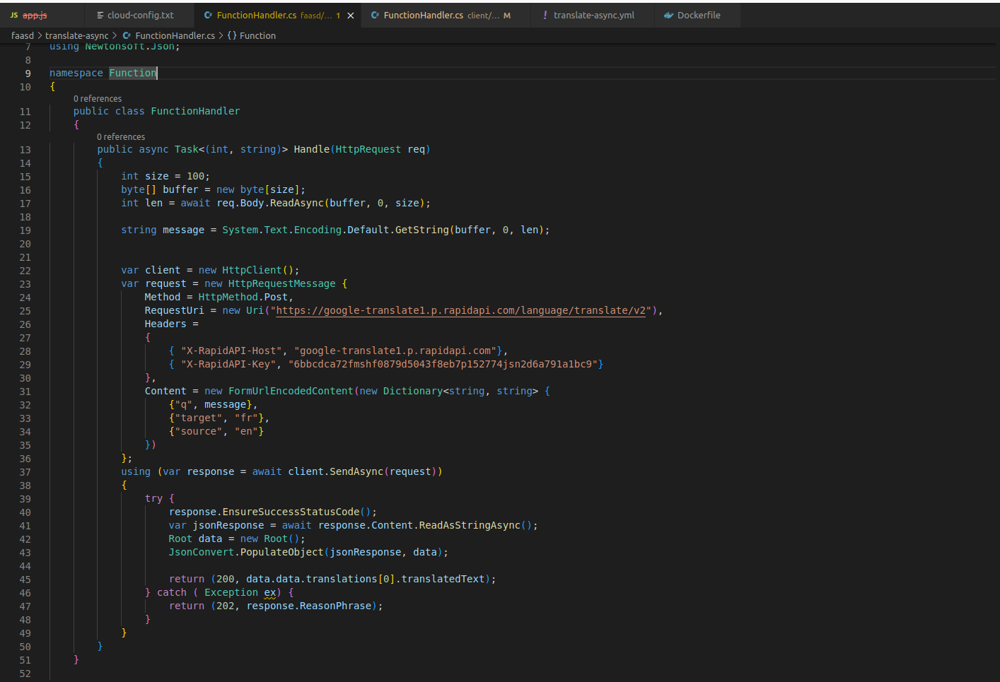 JS app.js cloud-config.txt C# FunctionHandler.cs faasd/... 1 C# FunctionHandler.cs client/... M ! translate-async.yml Dockerfile
faasd > translate-async > C# FunctionHandler.cs > {} Function
7 using Newtonsoft.Json;
8
9 namespace Function
10 {
0 references
11 public class FunctionHandler
12 {
0 references
13 public async Task<(int, string)> Handle(HttpRequest req)
14 {
15 int size = 100;
16 byte[] buffer = new byte[size];
17 int len = await req.Body.ReadAsync(buffer, 0, size);
18
19 string message = System.Text.Encoding.Default.GetString(buffer, 0, len);
20
21
22 var client = new HttpClient();
23 var request = new HttpRequestMessage {
24 Method = HttpMethod.Post,
25 RequestUri = new Uri("https://google-translate1.p.rapidapi.com/language/translate/v2"),
26 Headers =
27 {
28 { "X-RapidAPI-Host", "google-translate1.p.rapidapi.com"},
29 { "X-RapidAPI-Key", "6bbcdca72fmshf0879d5043f8eb7p152774jsn2d6a791a1bc9"}
30 },
31 Content = new FormUrlEncodedContent(new Dictionary<string, string> {
32 {"q", message},
33 {"target", "fr"},
34 {"source", "en"}
35 })
36 };
37 using (var response = await client.SendAsync(request))
38 {
39 try {
40 response.EnsureSuccessStatusCode();
41 var jsonResponse = await response.Content.ReadAsStringAsync();
42 Root data = new Root();
43 JsonConvert.PopulateObject(jsonResponse, data);
44
45 return (200, data.data.translations[0].translatedText);
46 } catch ( Exception ex) {
47 return (202, response.ReasonPhrase);
48 }
49 }
50 }
51 }
52